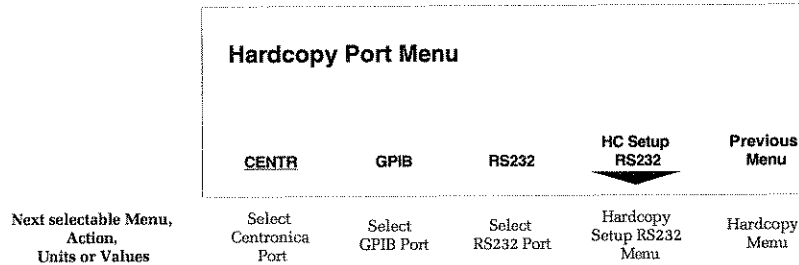 Hardcopy Port Menu
HC Setup Previous
CENTR GPIB RS232 RS232 Menu
Next selectable Menu, Select Select Select Hardcopy Hardcopy
Action, Centronica GPIB Port RS232 Port Setup RS232 Menu
Units or Values Port Menu